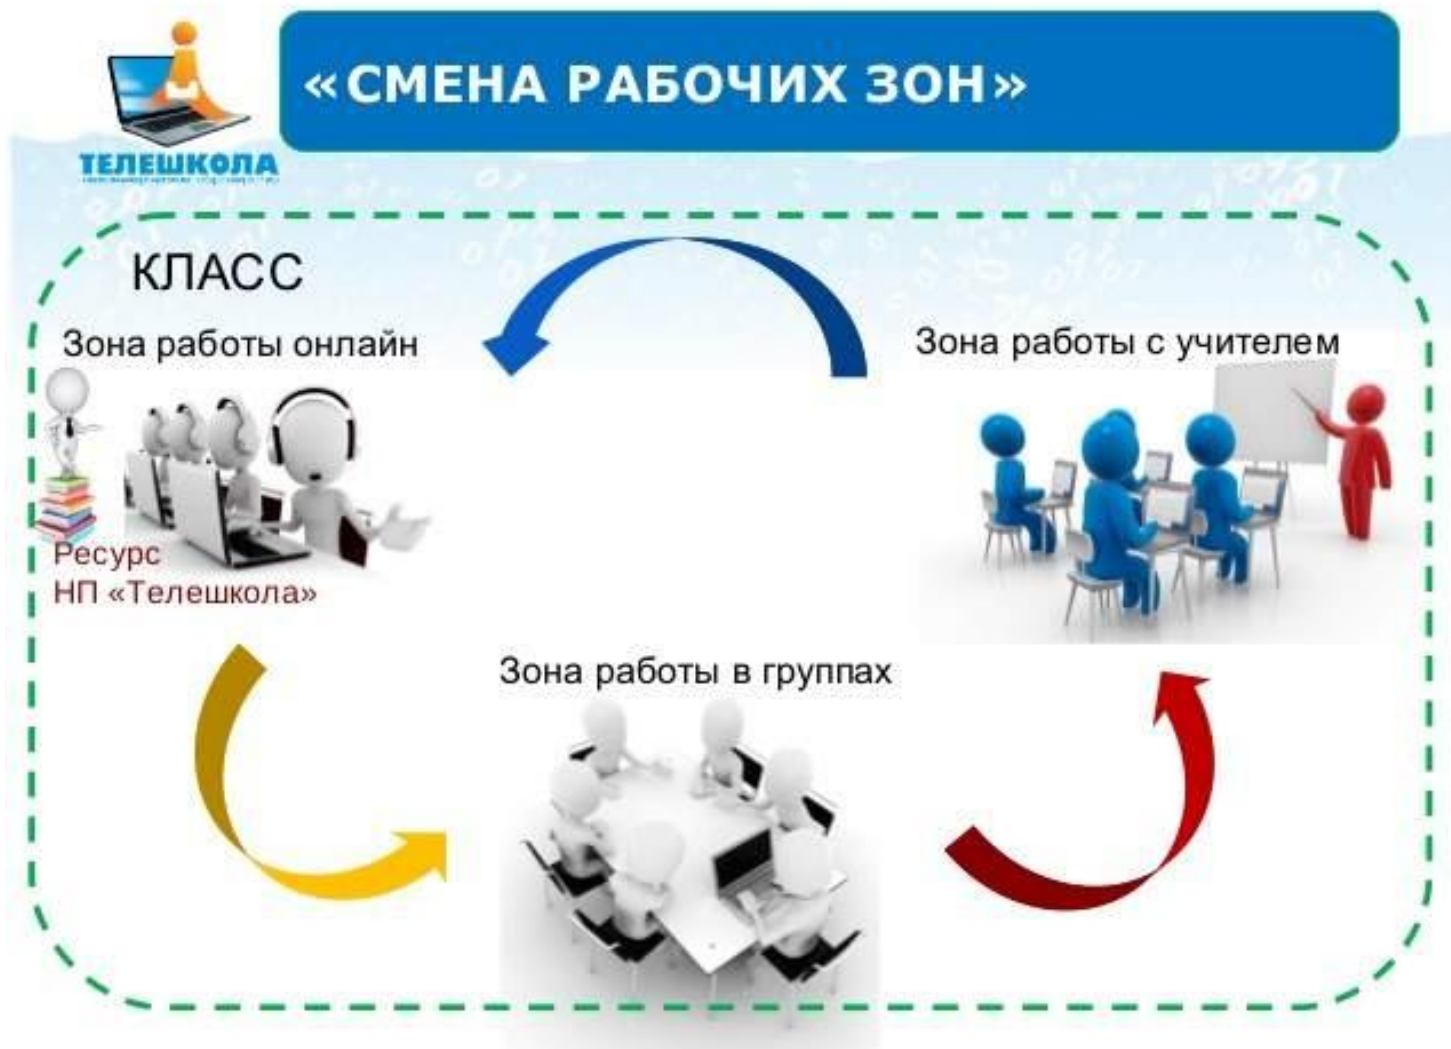 «СМЕНА РАБОЧИХ ЗОН»
ТЕЛЕШКОЛА
КЛАСС
Зона работы онлайн
Зона работы с учителем
Ресурс
НП «Телешкола»
Зона работы в группах